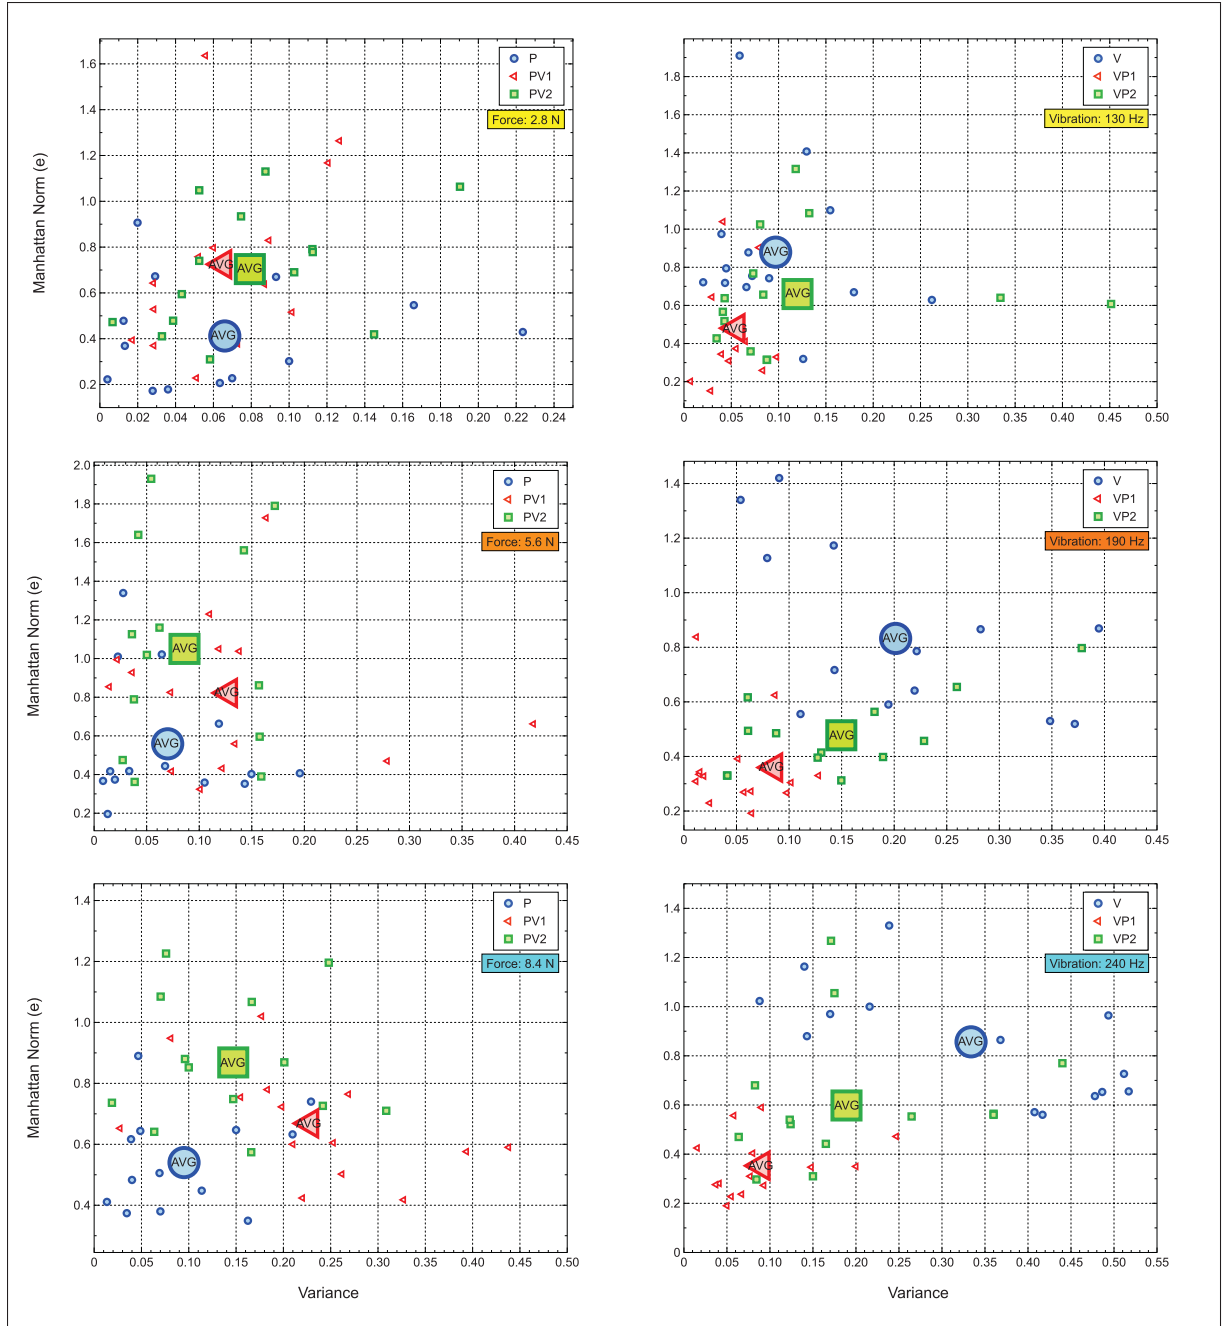 P
PV1
PV2
Force: 2.8 N
Manhattan Norm (e)
1.6
1.4
1.2
1.0
0.8
0.6
0.4
0.2
AVG
AVG
AVG
0 0.02 0.04 0.06 0.08 0.10 0.12 0.14 0.16 0.18 0.20 0.22 0.24
V
VP1
VP2
Vibration: 130 Hz
1.8
1.6
1.4
1.2
1.0
0.8
0.6
0.4
0.2
AVG
AVG
AVG
0 0.05 0.10 0.15 0.20 0.25 0.30 0.35 0.40 0.45 0.50
P
PV1
PV2
Force: 5.6 N
Manhattan Norm (e)
2.0
1.8
1.6
1.4
1.2
1.0
0.8
0.6
0.4
0.2
AVG
AVG
AVG
0 0.05 0.10 0.15 0.20 0.25 0.30 0.35 0.40 0.45
V
VP1
VP2
Vibration: 190 Hz
1.4
1.2
1.0
0.8
0.6
0.4
0.2
AVG
AVG
AVG
0 0.05 0.10 0.15 0.20 0.25 0.30 0.35 0.40 0.45
P
PV1
PV2
Force: 8.4 N
Manhattan Norm (e)
1.4
1.2
1.0
0.8
0.6
0.4
AVG
AVG
AVG
0 0.05 0.10 0.15 0.20 0.25 0.30 0.35 0.40 0.45 0.50
Variance
V
VP1
VP2
Vibration: 240 Hz
1.4
1.2
1.0
0.8
0.6
0.4
0.2
0
AVG
AVG
AVG
0 0.05 0.10 0.15 0.20 0.25 0.30 0.35 0.40 0.45 0.50 0.55
Variance